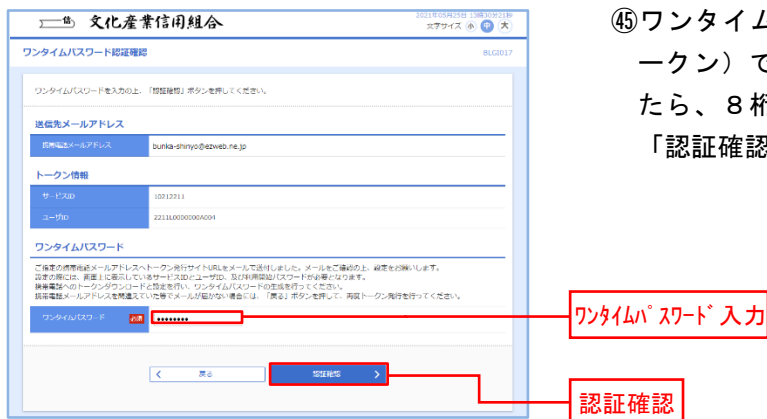 文化産業信用組合
2021年05月25日 13時30分21秒
文字サイズ 小 中 大
ワンタイムパスワード認証確認
BLGI017
ワンタイムパスワードを入力の上、「認証確認」ボタンを押してください。
送信先メールアドレス
携帯電話メールアドレス
bunka-shinyo@ezweb.ne.jp
トークン情報
サービスID
10212211
ユーザID
2211L0000000A004
ワンタイムパスワード
ご指定の携帯電話メールアドレスへトークン発行サイトURLをメールで送付しました。メールをご確認の上、設定をお願いします。
設定の際には、画面上に表示しているサービスIDとユーザID、及び利用開始パスワードが必要となります。
携帯電話へのトークンダウンロードと設定を行い、ワンタイムパスワードの生成を行ってください。
携帯電話メールアドレスを間違えていた等でメールが届かない場合には、「戻る」ボタンを押して、再度トークン発行を行ってください。
ワンタイムパスワード
必須
••••••••
戻る
認証確認
ワンタイムパスワード入力
認証確認
㊺ワンタイム
ークン）で
たら、８桁
「認証確認